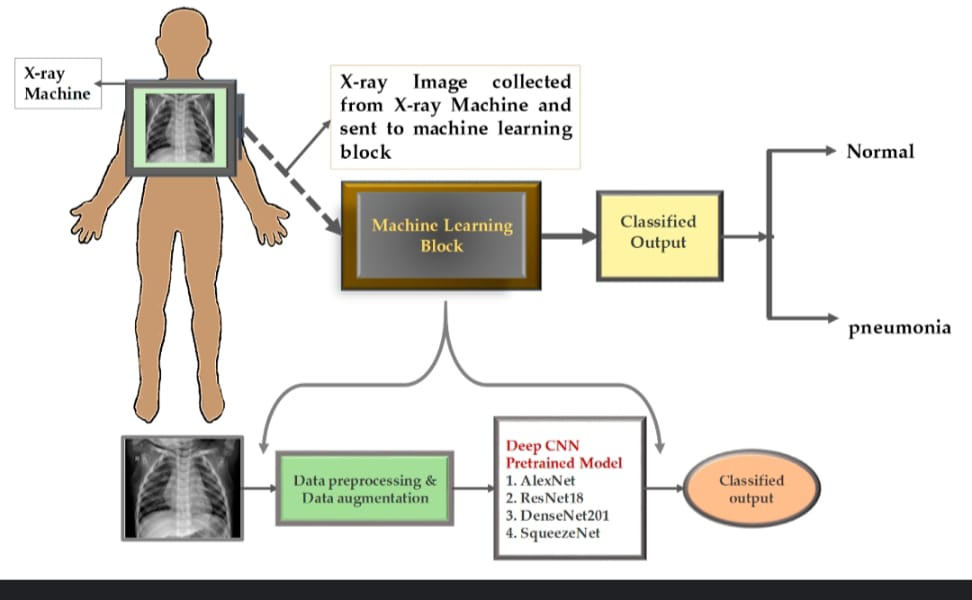 X-ray
Machine
X-ray Image collected
from X-ray Machine and
sent to machine learning
block
Machine Learning
Block
Classified
Output
Normal
pneumonia
Data preprocessing &
Data augmentation
Deep CNN
Pretrained Model
1. AlexNet
2. ResNet18
3. DenseNet201
4. SqueezeNet
Classified
output